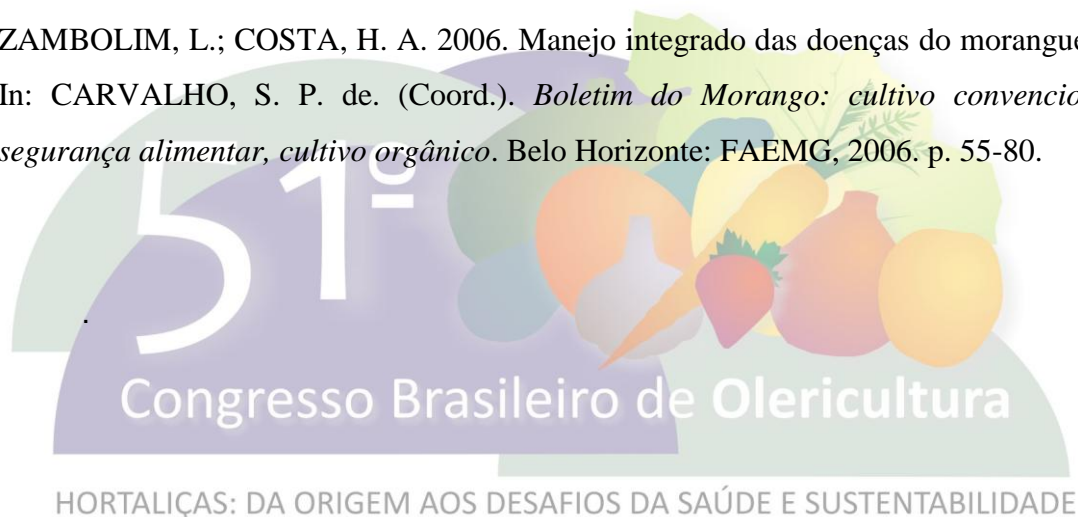 ZAMBOLIM, L.; COSTA, H. A. 2006. Manejo integrado das doenças do morangue
In: CARVALHO, S. P. de. (Coord.). Boletim do Morango: cultivo convencio
segurança alimentar, cultivo orgânico. Belo Horizonte: FAEMG, 2006. p. 55-80.
51º
.
Congresso Brasileiro de Olericultura
HORTALIÇAS: DA ORIGEM AOS DESAFIOS DA SAÚDE E SUSTENTABILIDADE